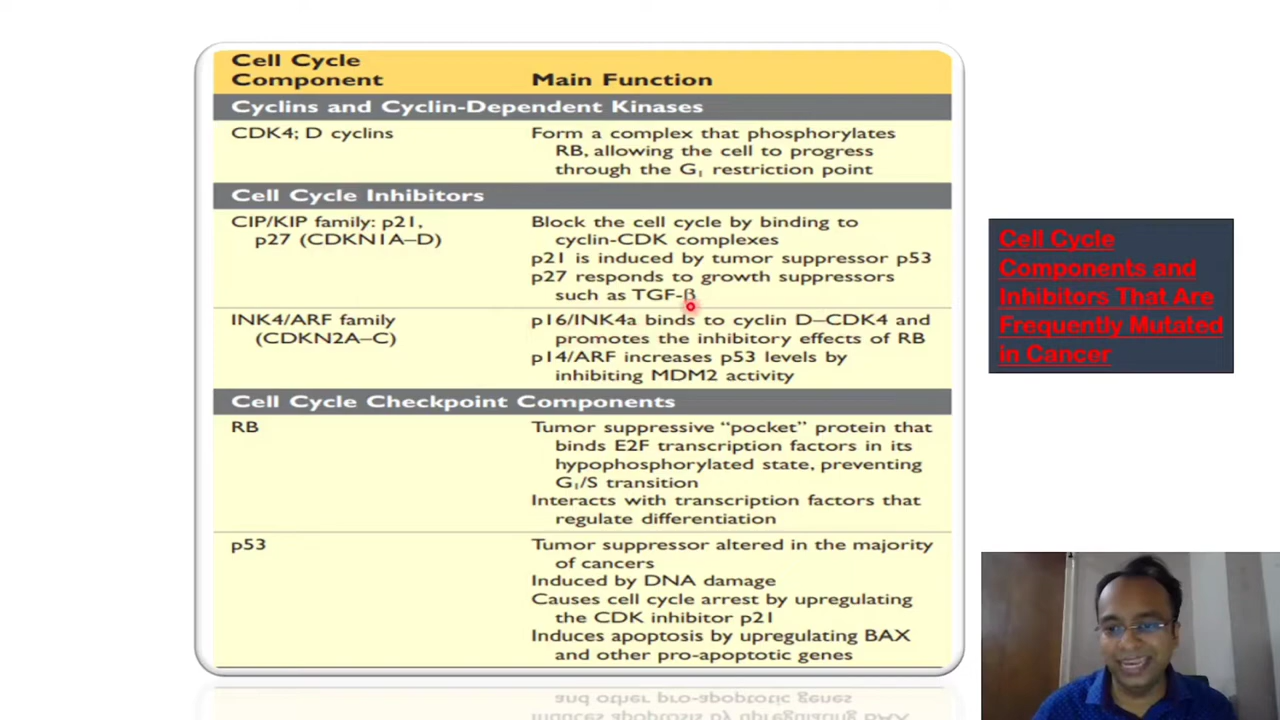 Cell Cycle
Component
Main Function
Cyclins and Cyclin-Dependent Kinases
CDK4; D cyclins
Form a complex that phosphorylates
RB, allowing the cell to progress
through the G₁ restriction point
Cell Cycle Inhibitors
CIP/KIP family: p21,
p27 (CDKN1A–D)
Block the cell cycle by binding to
cyclin-CDK complexes
p21 is induced by tumor suppressor p53
p27 responds to growth suppressors
such as TGF-β
INK4/ARF family
(CDKN2A–C)
p16/INK4a binds to cyclin D–CDK4 and
promotes the inhibitory effects of RB
p14/ARF increases p53 levels by
inhibiting MDM2 activity
Cell Cycle Checkpoint Components
RB
Tumor suppressive “pocket” protein that
binds E2F transcription factors in its
hypophosphorylated state, preventing
G₁/S transition
Interacts with transcription factors that
regulate differentiation
p53
Tumor suppressor altered in the majority
of cancers
Induced by DNA damage
Causes cell cycle arrest by upregulating
the CDK inhibitor p21
Induces apoptosis by upregulating BAX
and other pro-apoptotic genes
Cell Cycle
Components and
Inhibitors That Are
Frequently Mutated
in Cancer